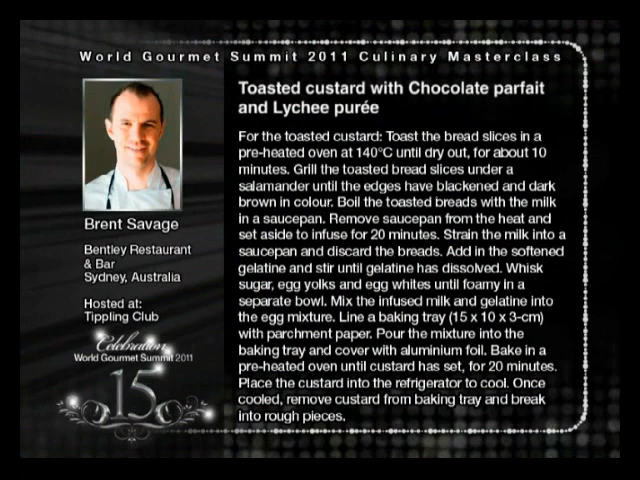 World Gourmet Summit 2011 Culinary Masterclass
Toasted custard with Chocolate parfait
and Lychee purée
For the toasted custard: Toast the bread slices in a
pre-heated oven at 140°C until dry out, for about 10
minutes. Grill the toasted bread slices under a
salamander until the edges have blackened and dark
brown in colour. Boil the toasted breads with the milk
in a saucepan. Remove saucepan from the heat and
set aside to infuse for 20 minutes. Strain the milk into a
saucepan and discard the breads. Add in the softened
gelatine and stir until gelatine has dissolved. Whisk
sugar, egg yolks and egg whites until foamy in a
separate bowl. Mix the infused milk and gelatine into
the egg mixture. Line a baking tray (15 x 10 x 3-cm)
with parchment paper. Pour the mixture into the
baking tray and cover with aluminium foil. Bake in a
pre-heated oven until custard has set, for 20 minutes.
Place the custard into the refrigerator to cool. Once
cooled, remove custard from baking tray and break
into rough pieces.
Brent Savage
Bentley Restaurant
& Bar
Sydney, Australia
Hosted at:
Tippling Club
Celebration
World Gourmet Summit 2011
15